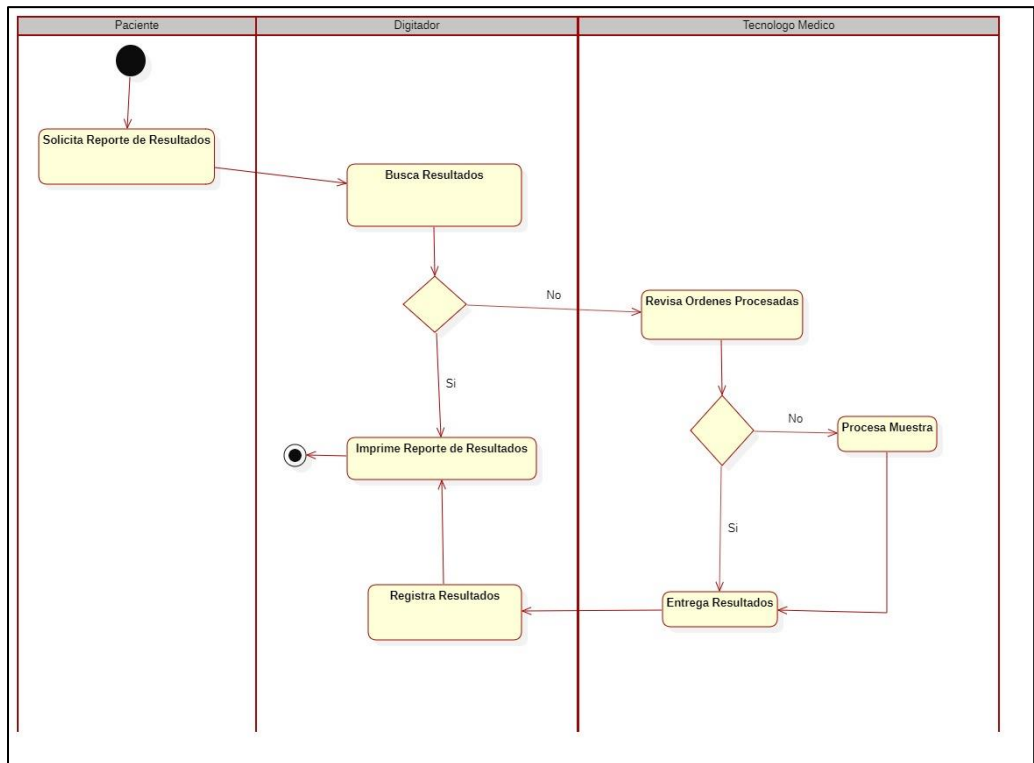 Paciente
Digitador
Tecnologo Medico
Solicita Reporte de Resultados
Busca Resultados
No
Revisa Ordenes Procesadas
Si
No
Procesa Muestra
Imprime Reporte de Resultados
Si
Registra Resultados
Entrega Resultados